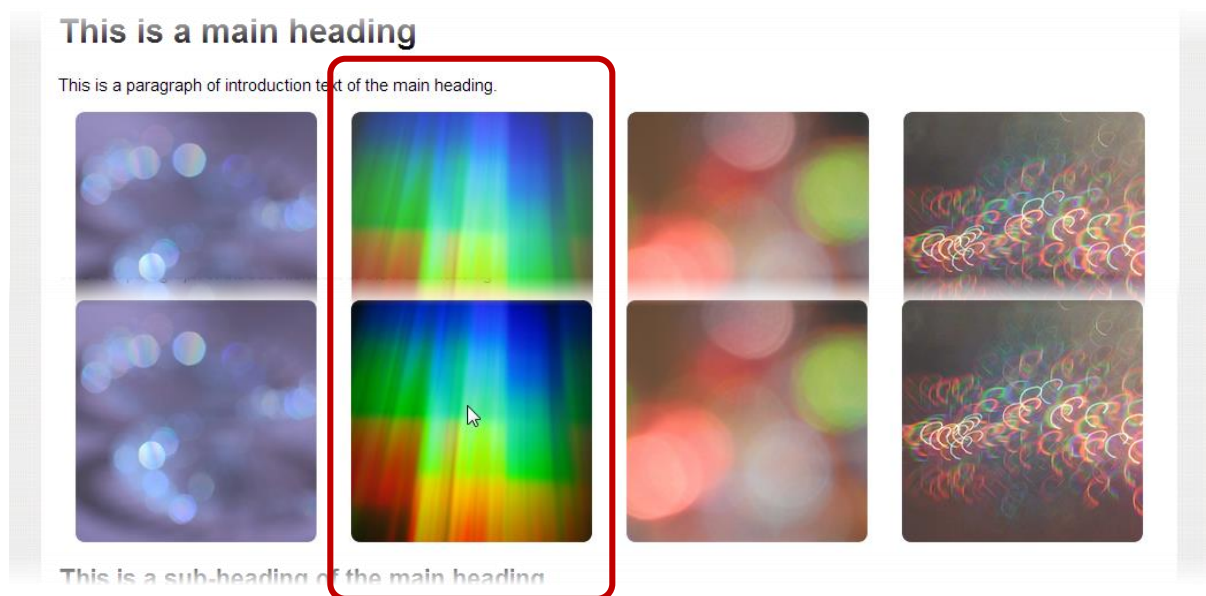 This is a main heading
This is a paragraph of introduction text of the main heading.
This is a sub-heading of the main heading